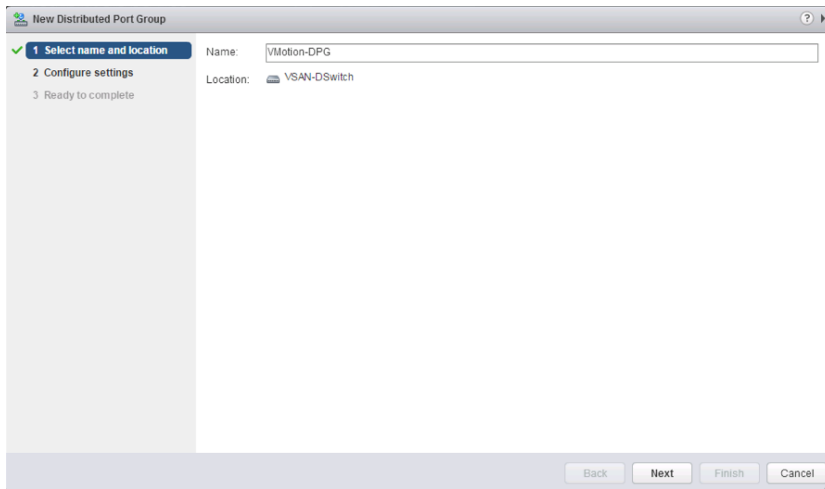 New Distributed Port Group
?
1 Select name and location
2 Configure settings
3 Ready to complete
Name: VMotion-DPG
Location: VSAN-DSwitch
Back Next Finish Cancel